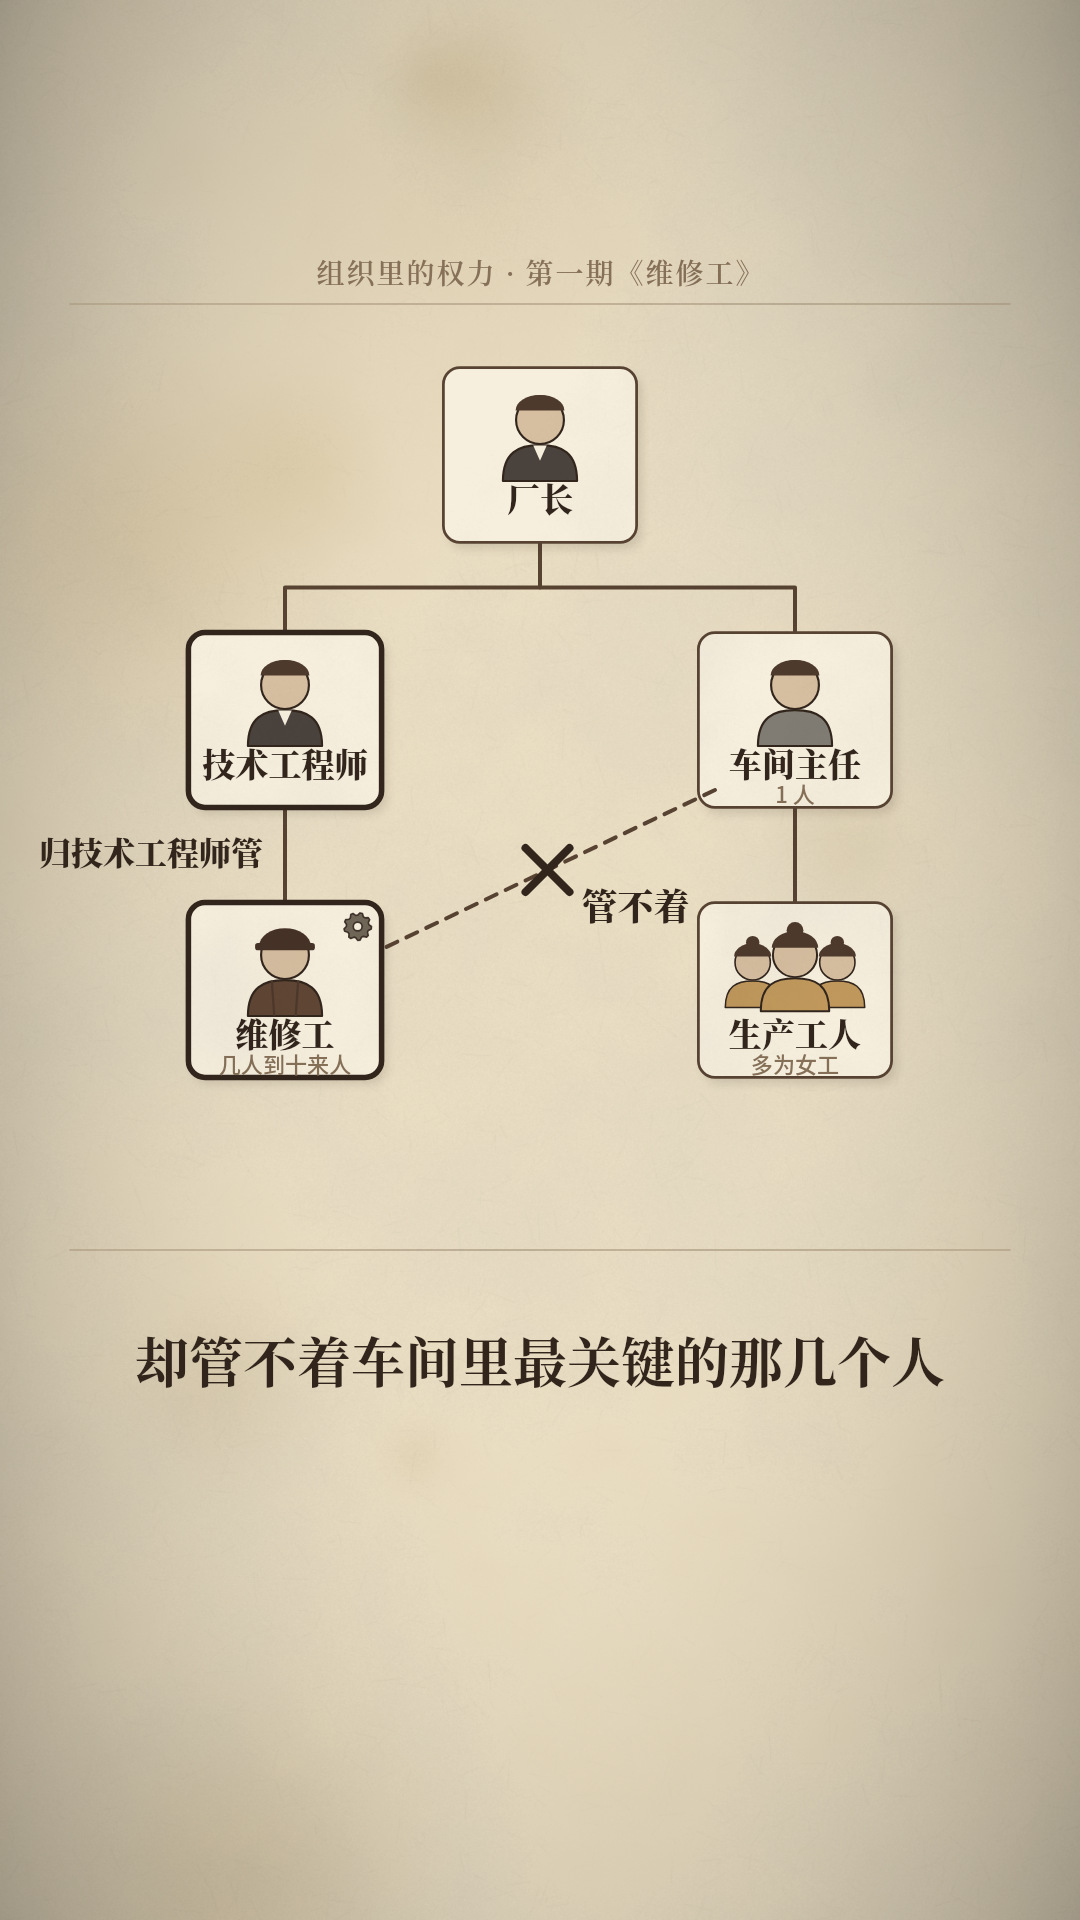 组织里的权力 · 第一期《维修工》
厂长
技术工程师
车间主任
1 人
归技术工程师管
管不着
维修工
几人到十来人
生产工人
多为女工
却管不着车间里最关键的那几个人